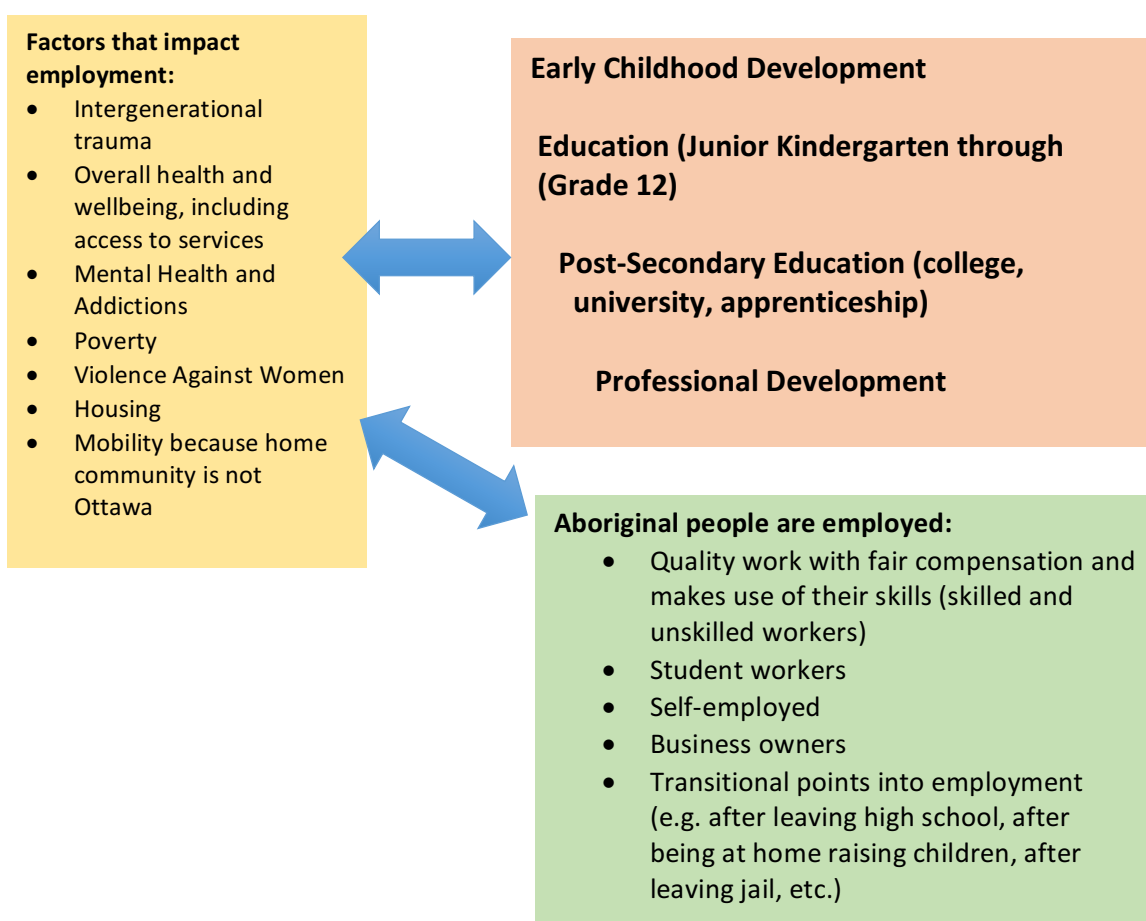 Factors that impact
employment:
• Intergenerational
trauma
• Overall health and
wellbeing, including
access to services
• Mental Health and
Addictions
• Poverty
• Violence Against Women
• Housing
• Mobility because home
community is not
Ottawa
Early Childhood Development
Education (Junior Kindergarten through
(Grade 12)
Post-Secondary Education (college,
university, apprenticeship)
Professional Development
Aboriginal people are employed:
• Quality work with fair compensation and
makes use of their skills (skilled and
unskilled workers)
• Student workers
• Self-employed
• Business owners
• Transitional points into employment
(e.g. after leaving high school, after
being at home raising children, after
leaving jail, etc.)